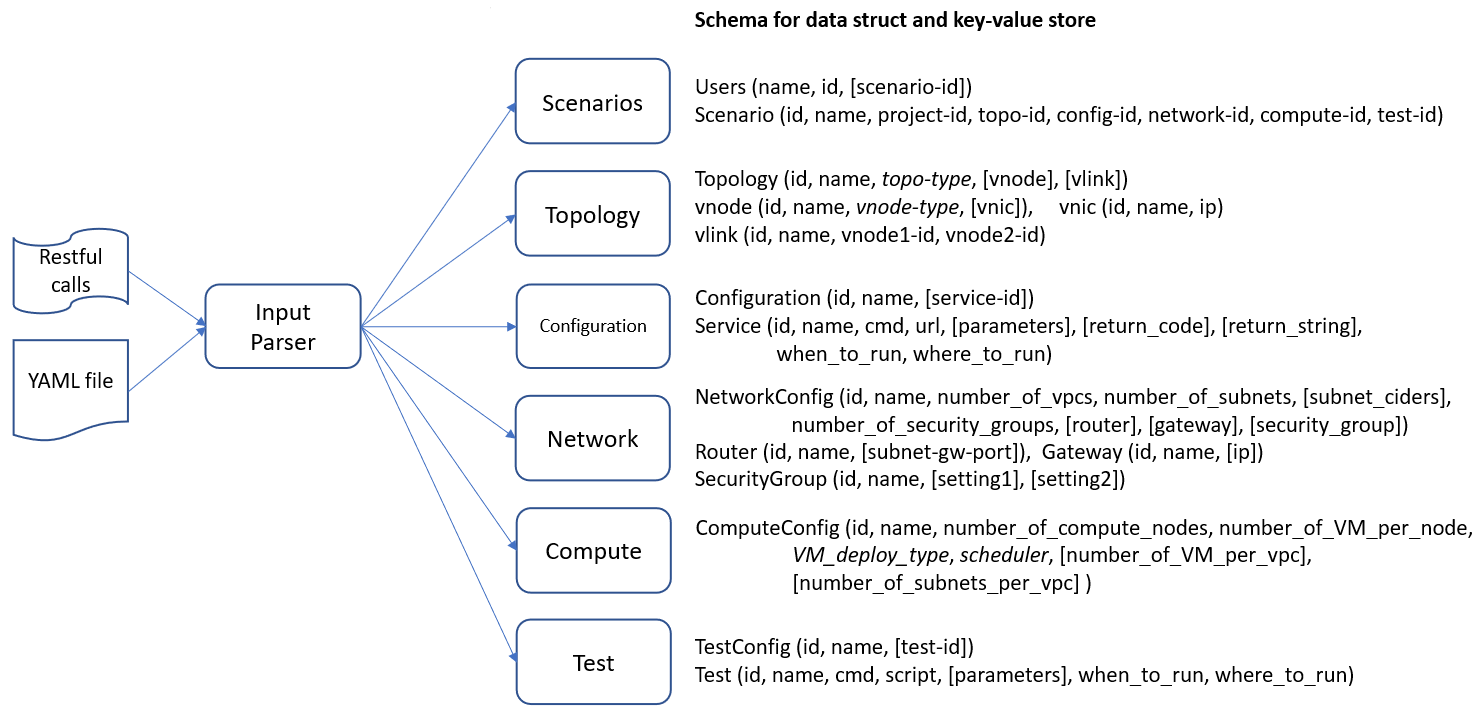 Schema for data struct and key-value store
Restful
calls
YAML file
Input
Parser
Scenarios
Users (name, id, [scenario-id])
Scenario (id, name, project-id, topo-id, config-id, network-id, compute-id, test-id)
Topology
Topology (id, name, topo-type, [vnode], [vlink])
vnode (id, name, vnode-type, [vnic]), vnic (id, name, ip)
vlink (id, name, vnode1-id, vnode2-id)
Configuration
Configuration (id, name, [service-id])
Service (id, name, cmd, url, [parameters], [return_code], [return_string],
when_to_run, where_to_run)
Network
NetworkConfig (id, name, number_of_vpcs, number_of_subnets, [subnet_ciders],
number_of_security_groups, [router], [gateway], [security_group])
Router (id, name, [subnet-gw-port]), Gateway (id, name, [ip])
SecurityGroup (id, name, [setting1], [setting2])
Compute
ComputeConfig (id, name, number_of_compute_nodes, number_of_VM_per_node,
VM_deploy_type, scheduler, [number_of_VM_per_vpc],
[number_of_subnets_per_vpc] )
Test
TestConfig (id, name, [test-id])
Test (id, name, cmd, script, [parameters], when_to_run, where_to_run)